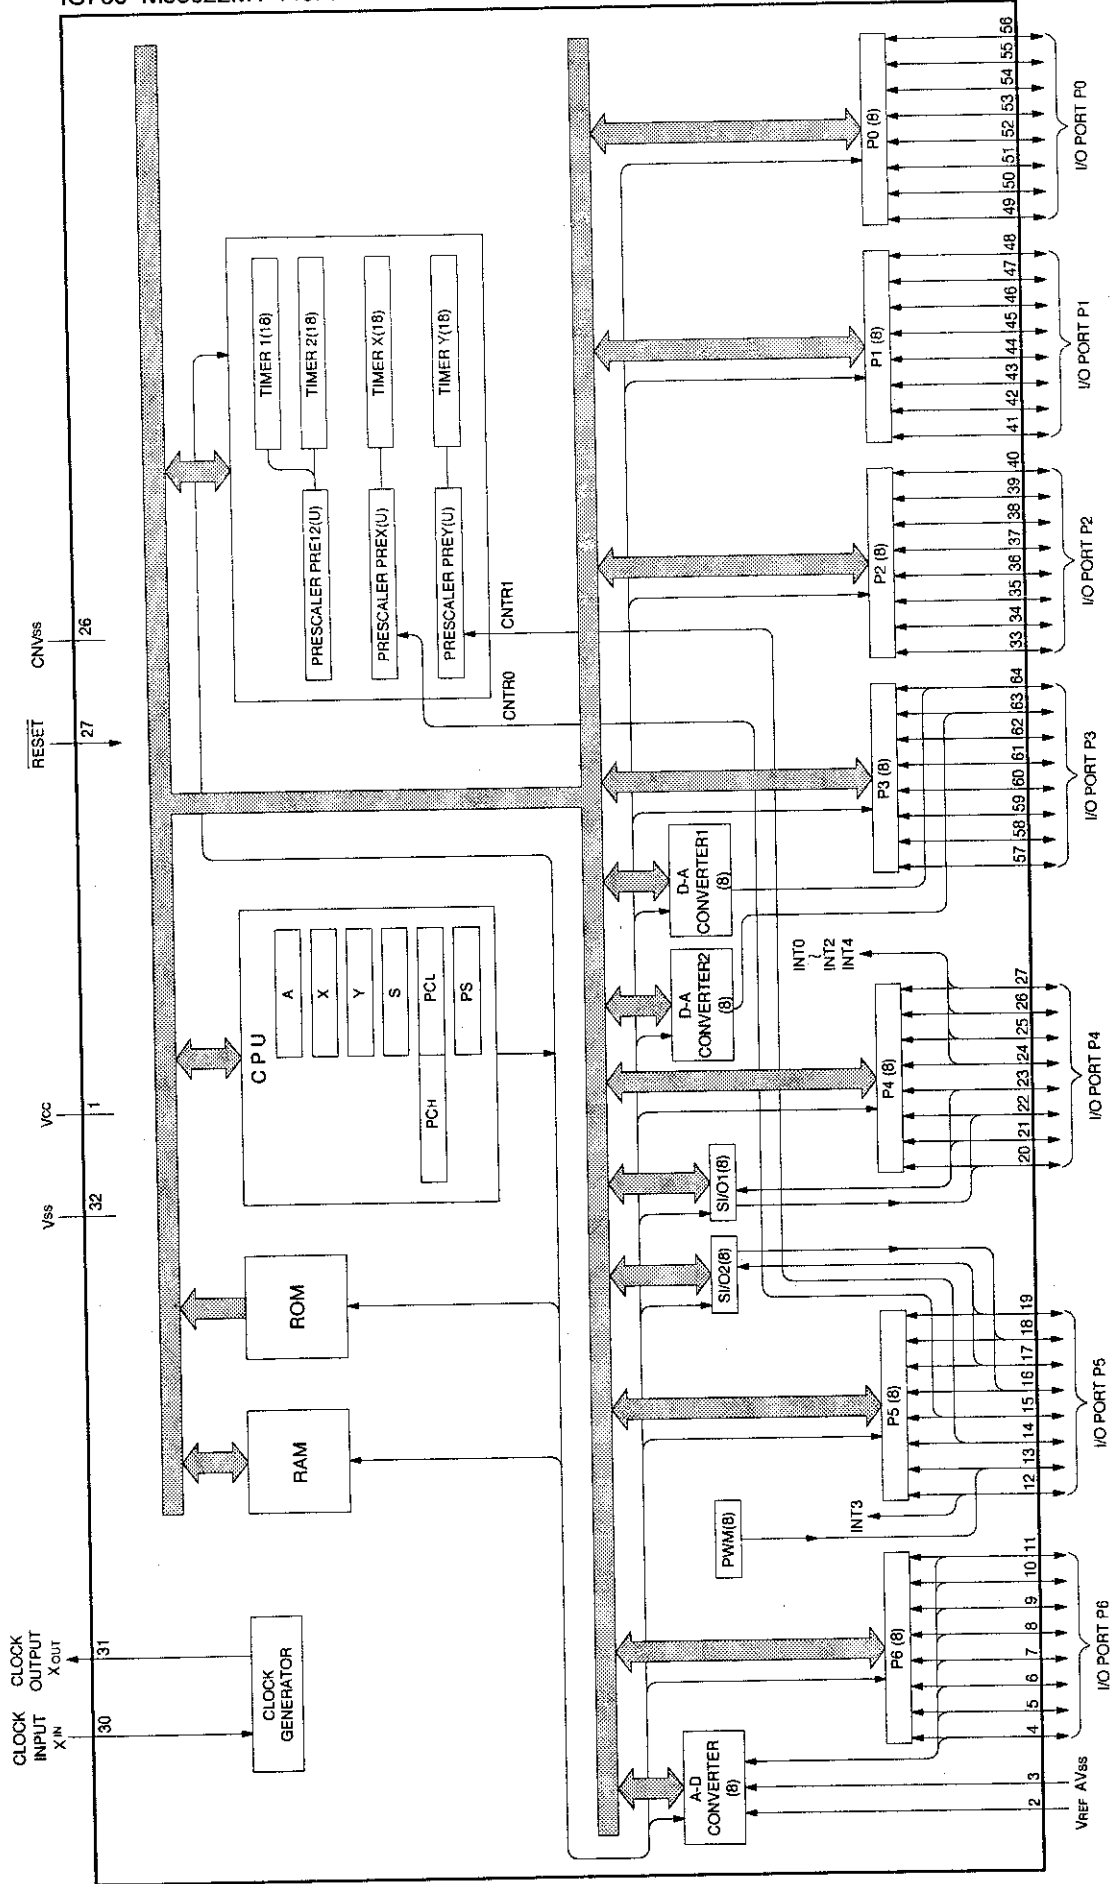 CLOCK INPUT XIN
CLOCK OUTPUT XOUT
VSS
VCC
RESET
CNVSS
30
31
32
1
27
26
CLOCK GENERATOR
RAM
ROM
CPU
A
X
Y
S
PCH
PCL
PS
PRESCALER PRE12(U)
TIMER 1(18)
TIMER 2(18)
PRESCALER PREX(U)
TIMER X(18)
PRESCALER PREY(U)
TIMER Y(18)
CNTR0
CNTR1
A-D CONVERTER (8)
PWM(8)
SI/O2(8)
SI/O1(8)
D-A CONVERTER2 (8)
D-A CONVERTER1 (8)
INT3
INT0
~
INT2
INT4
P6 (8)
P5 (8)
P4 (8)
P3 (8)
P2 (8)
P1 (8)
P0 (8)
2 3
4 5 6 7 8 9 10 11
12 13 14 15 16 17 18 19
20 21 22 23 24 25 26 27
57 58 59 60 61 62 63 64
33 34 35 36 37 38 39 40
41 42 43 44 45 46 47 48
49 50 51 52 53 54 55 56
VREF AVSS
I/O PORT P6
I/O PORT P5
I/O PORT P4
I/O PORT P3
I/O PORT P2
I/O PORT P1
I/O PORT P0